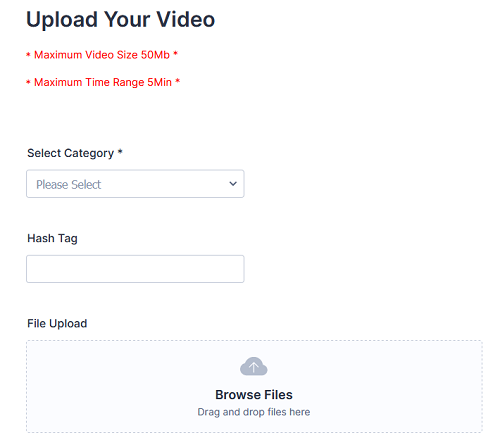 Upload Your Video
* Maximum Video Size 50Mb *
* Maximum Time Range 5Min *
Select Category *
Please Select
Hash Tag
File Upload
Browse Files
Drag and drop files here